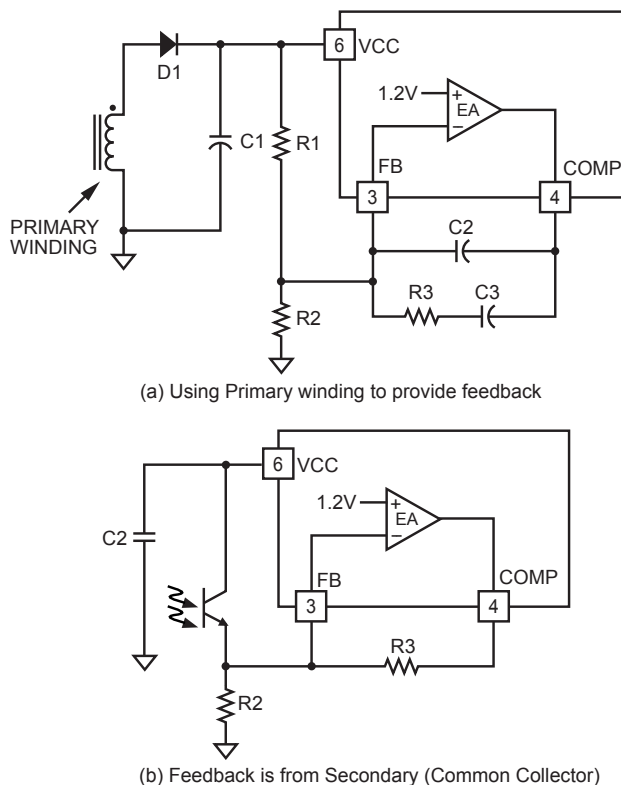 6
VCC
D1
1.2V
+
EA
−
C1
R1
FB
COMP
3
4
PRIMARY
WINDING
C2
R3
C3
R2
(a) Using Primary winding to provide feedback
6
VCC
1.2V
+
EA
−
C2
FB
COMP
3
4
R3
R2
(b) Feedback is from Secondary (Common Collector)